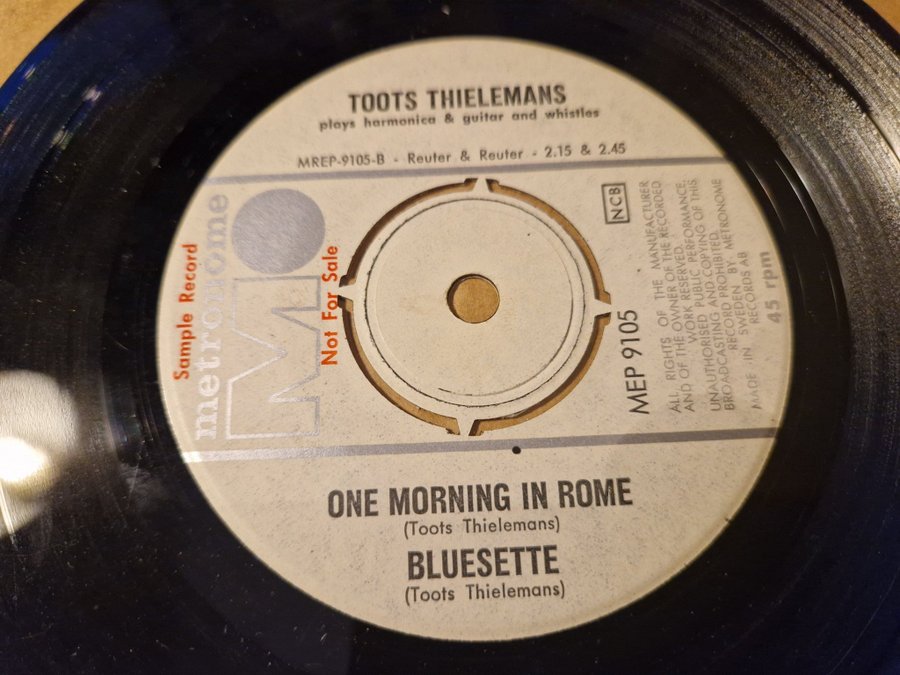 TOOTS THIELEMANS
plays harmonica & guitar and whistles
MREP-9105-B - Reuter & Reuter - 2.15 & 2.45
Sample Record
metronome
M
Not For Sale
NCB
MEP 9105
ALL RIGHTS OF THE MANUFACTURER
AND OF THE OWNER OF THE RECORDED
WORK RESERVED.
UNAUTHORISED PUBLIC PERFORMANCE,
BROADCASTING AND COPYING OF THIS
RECORD PROHIBITED.
RECORDED BY METRONOME
MADE IN SWEDEN RECORDS AB
45 rpm
ONE MORNING IN ROME
(Toots Thielemans)
BLUESETTE
(Toots Thielemans)